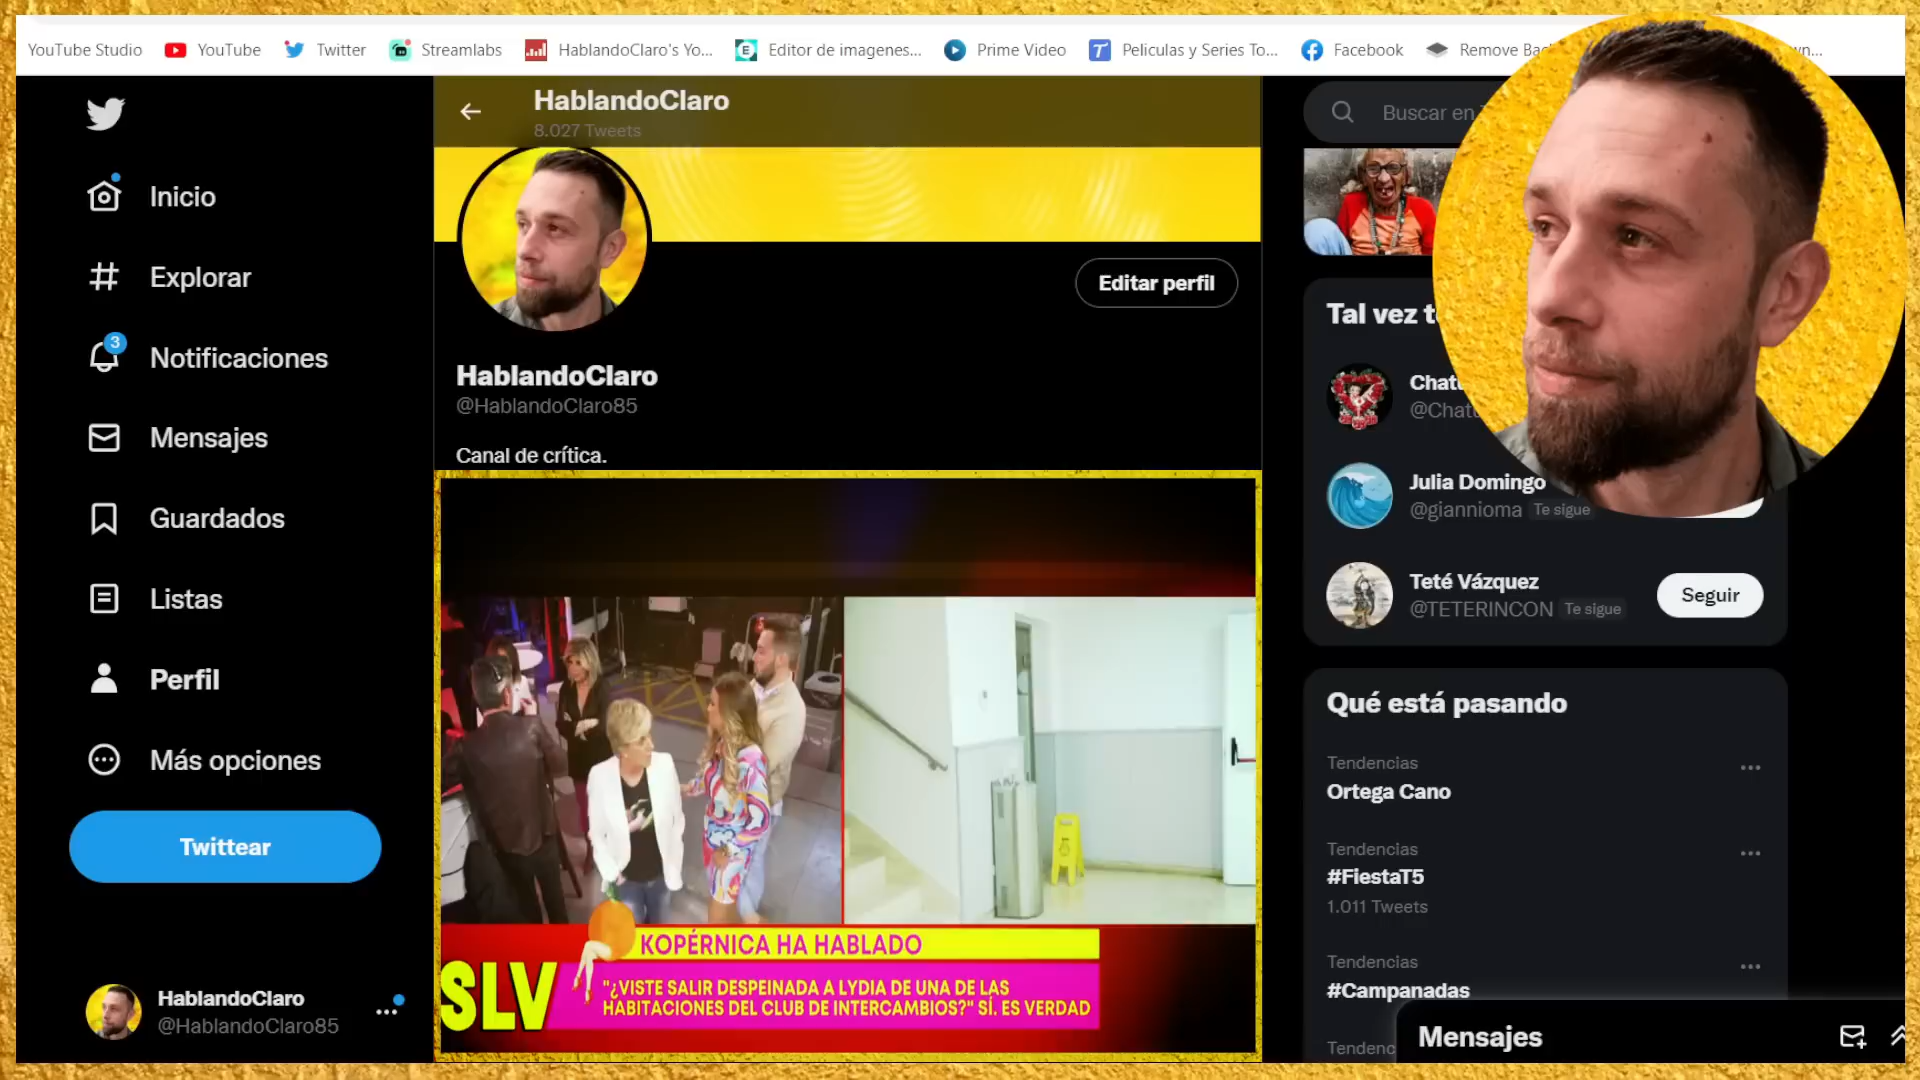 YouTube Studio
YouTube
Twitter
Streamlabs
HablandoClaro's Yo...
Editor de imagenes...
Prime Video
Peliculas y Series To...
Facebook
Remove
HablandoClaro
8.027 Tweets
Buscar en
Inicio
Explorar
3
Notificaciones
Mensajes
Guardados
Listas
Perfil
Más opciones
Twittear
HablandoClaro
@HablandoClaro85
Editar perfil
HablandoClaro
@HablandoClaro85
Canal de crítica.
KOPÉRNICA HA HABLADO
SLV
"¿VISTE SALIR DESPEINADA A LYDIA DE UNA DE LAS
HABITACIONES DEL CLUB DE INTERCAMBIOS?" SÍ. ES VERDAD
Tal vez
Julia Domingo
@giannioma Te sigue
Teté Vázquez
@TETERINCON Te sigue
Seguir
Qué está pasando
Tendencias
Ortega Cano
Tendencias
#FiestaT5
1.011 Tweets
Tendencias
#Campanadas
Mensajes